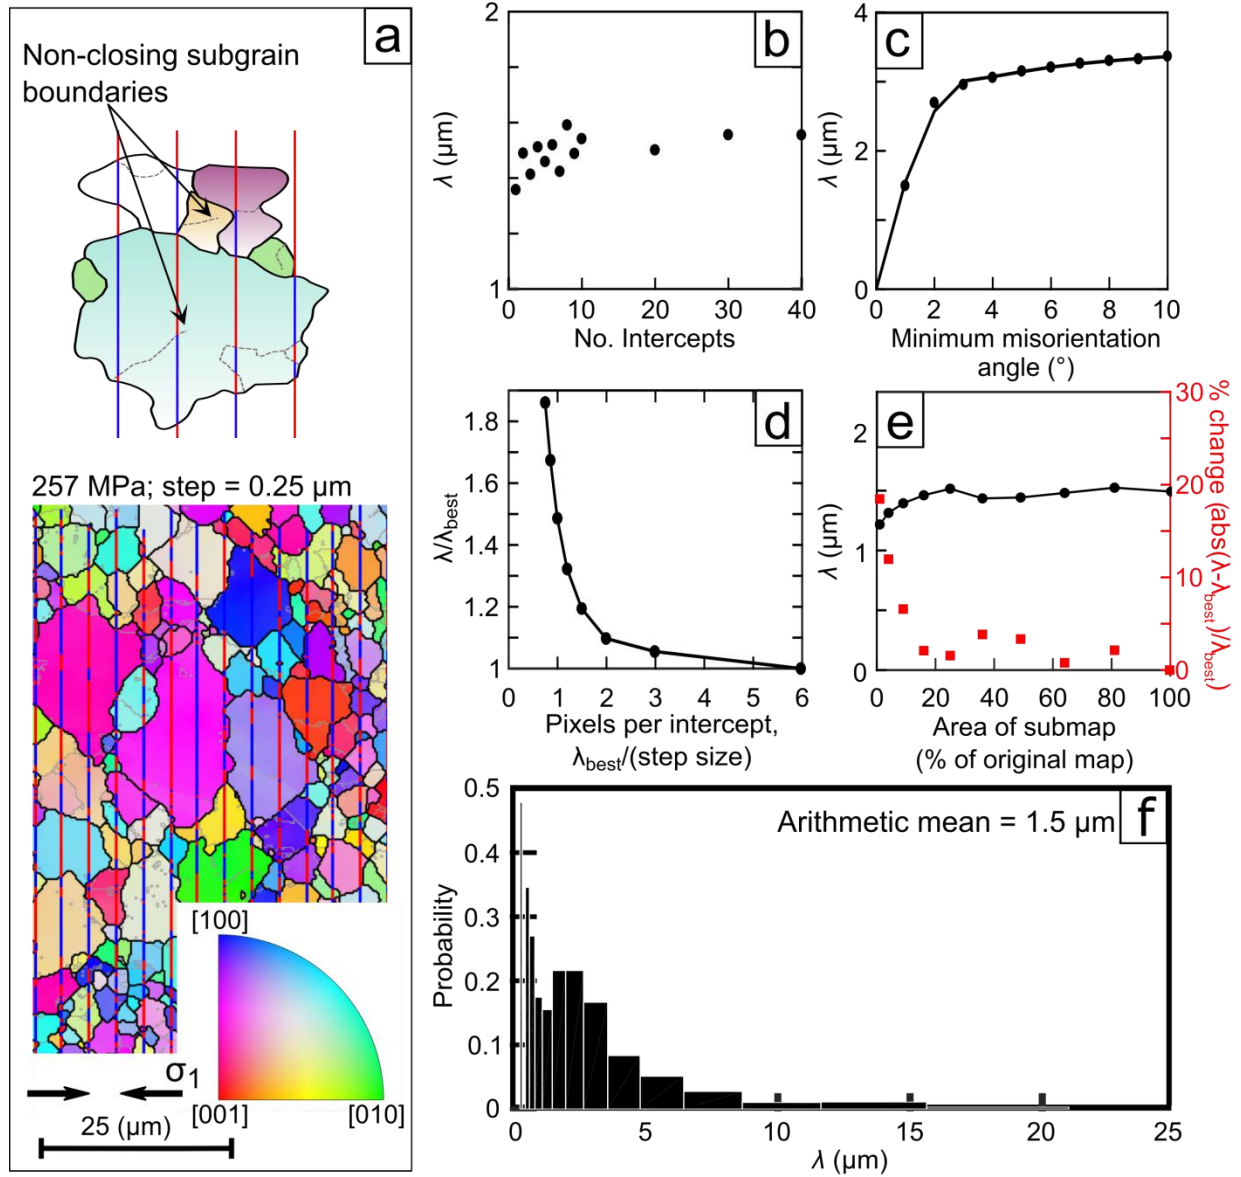 a
Non-closing subgrain
boundaries
257 MPa; step = 0.25 μm
[100]
[001]
[010]
σ1
25 (μm)
b
2
1
λ (μm)
0
10
20
30
40
No. Intercepts
c
4
2
0
λ (μm)
0
2
4
6
8
10
Minimum misorientation
angle (°)
d
1.8
1.6
1.4
1.2
1
λ/λbest
0
1
2
3
4
5
6
Pixels per intercept,
λbest/(step size)
e
2
1
0
λ (μm)
30
20
10
0
% change (abs(λ-λbest)/λbest)
0
20
40
60
80
100
Area of submap
(% of original map)
f
Arithmetic mean = 1.5 μm
0.5
0.4
0.3
0.2
0.1
0
Probability
0
5
10
15
20
25
λ (μm)